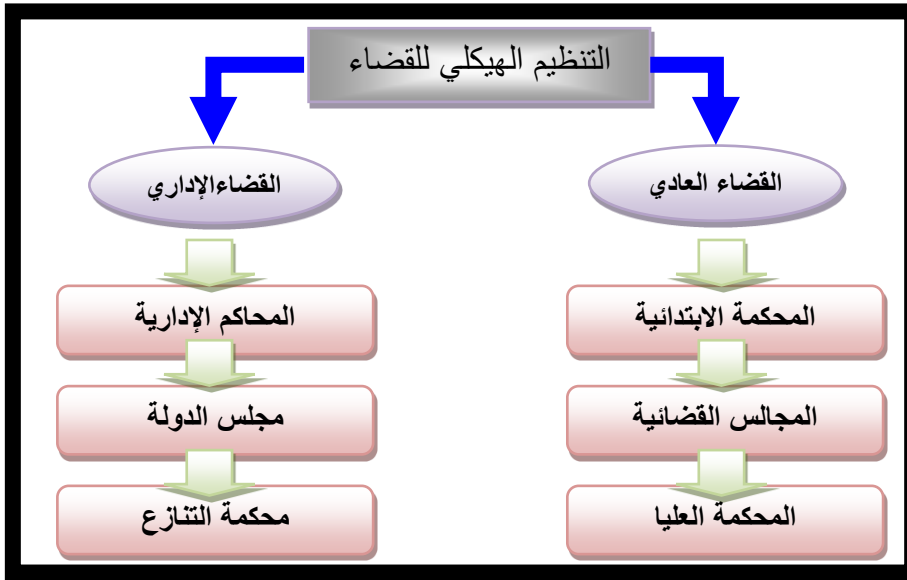 التنظيم الهيكلي للقضاء
القضاء العادي
القضاءالإداري
المحكمة الابتدائية
المحاكم الإدارية
المجالس القضائية
مجلس الدولة
المحكمة العليا
محكمة التنازع